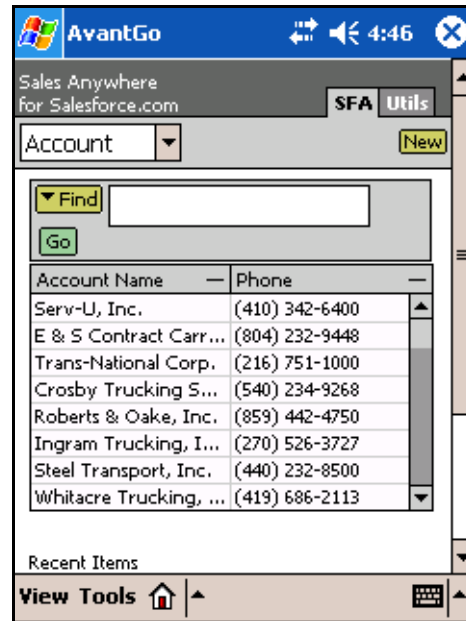 AvantGo 4:46
Sales Anywhere
for Salesforce.com
SFA Utils
Account New
Find
Go
Account Name Phone
Serv-U, Inc. (410) 342-6400
E & S Contract Carr... (804) 232-9448
Trans-National Corp. (216) 751-1000
Crosby Trucking S... (540) 234-9268
Roberts & Oake, Inc. (859) 442-4750
Ingram Trucking, I... (270) 526-3727
Steel Transport, Inc. (440) 232-8500
Whitacre Trucking, ... (419) 686-2113
Recent Items
View Tools